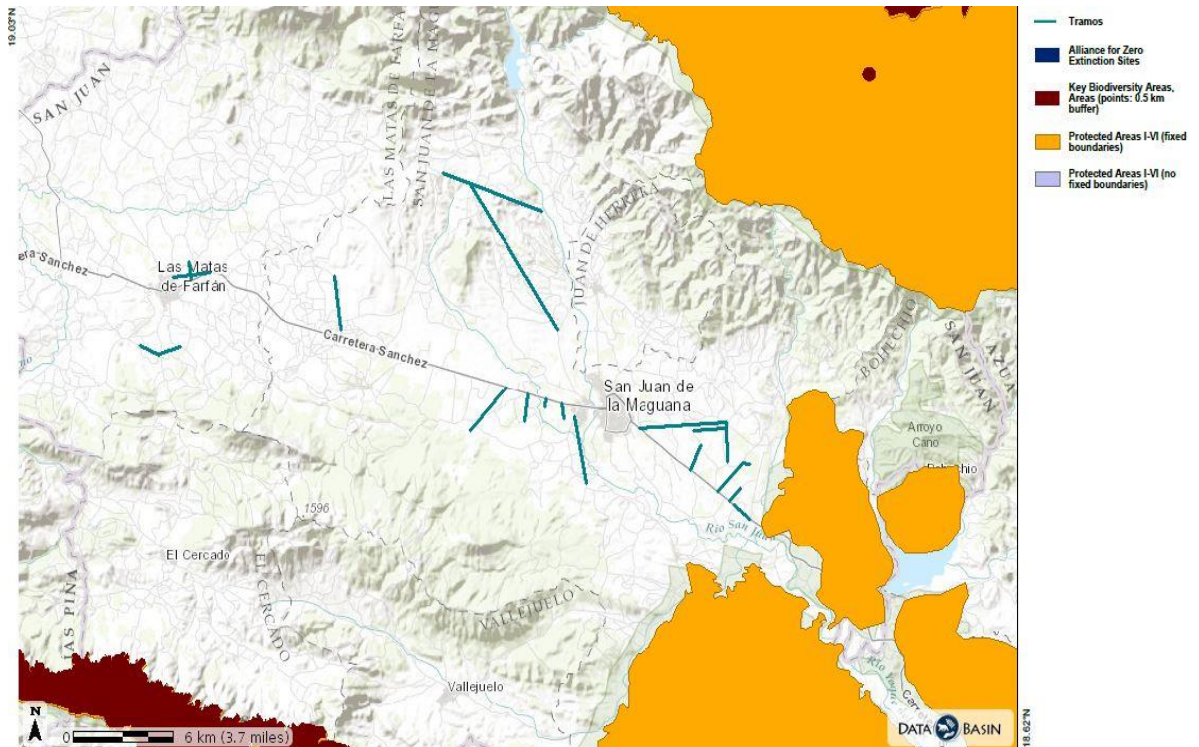 19.03°N
SAN JUAN
LAS MATAS DE FARFÁ
SAN JUAN DE LA MAG
JUAN DE HERRERA
era-Sanchez
Las Matas
de Farfán
Carretera-Sanchez
San Juan de
la Maguana
BOHECHIO
SAN JUAN
AZUA
Arroyo
Cano
Río San Juan
1596
El Cercado
EL CERCADO
VALLEJUELO
Vallejuelo
LAS PIÑA
N
0
6 km (3.7 miles)
DATA BASIN
18.62°N
Tramos
Alliance for Zero
Extinction Sites
Key Biodiversity Areas,
Areas (points: 0.5 km
buffer)
Protected Areas I-VI (fixed
boundaries)
Protected Areas I-VI (no
fixed boundaries)